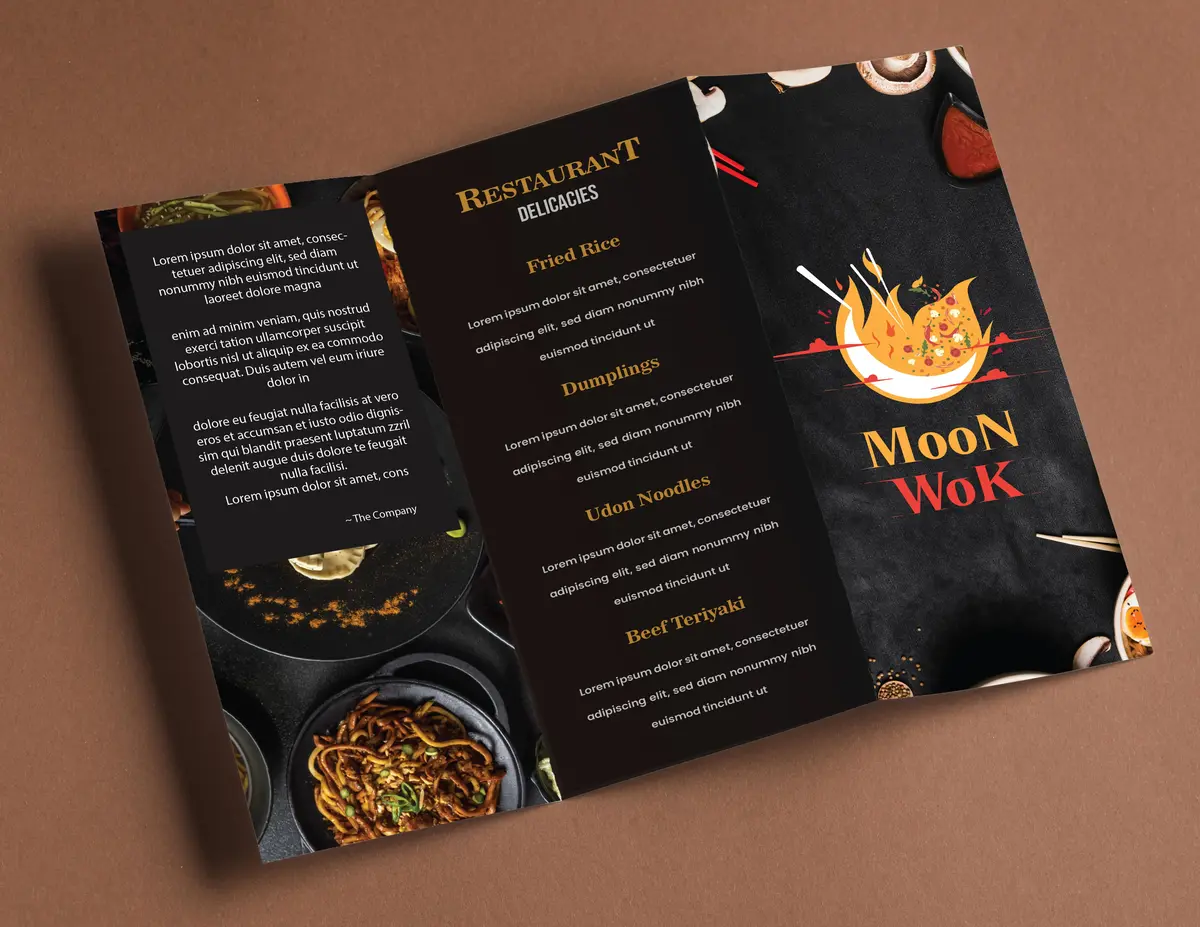 Lorem ipsum dolor sit amet, consec-
tetuer adipiscing elit, sed diam
nonummy nibh euismod tincidunt ut
laoreet dolore magna
enim ad minim veniam, quis nostrud
exerci tation ullamcorper suscipit
lobortis nisl ut aliquip ex ea commodo
consequat. Duis autem vel eum iriure
dolor in
dolore eu feugiat nulla facilisis at vero
eros et accumsan et iusto odio dignis-
sim qui blandit praesent luptatum zzril
delenit augue duis dolore te feugait
nulla facilisi.
Lorem ipsum dolor sit amet, cons
~ The Company
RESTAURANT
DELICACIES
Fried Rice
Lorem ipsum dolor sit amet, consectetuer
adipiscing elit, sed diam nonummy nibh
euismod tincidunt ut
Dumplings
Lorem ipsum dolor sit amet, consectetuer
adipiscing elit, sed diam nonummy nibh
euismod tincidunt ut
Udon Noodles
Lorem ipsum dolor sit amet, consectetuer
adipiscing elit, sed diam nonummy nibh
euismod tincidunt ut
Beef Teriyaki
Lorem ipsum dolor sit amet, consectetuer
adipiscing elit, sed diam nonummy nibh
euismod tincidunt ut
MooN
WoK